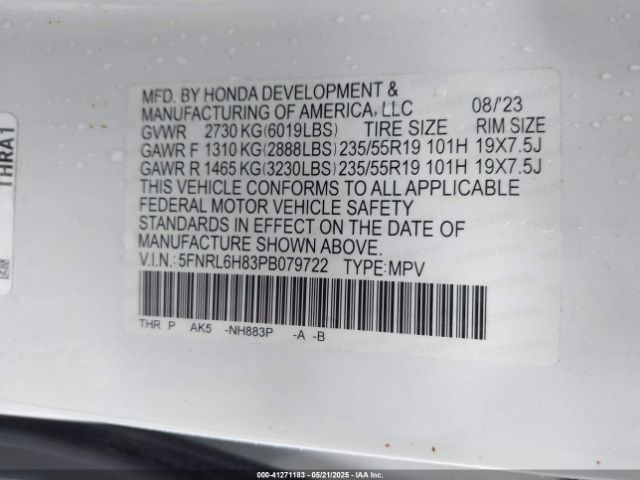 MFD. BY HONDA DEVELOPMENT &
MANUFACTURING OF AMERICA, LLC 08/'23
GVWR 2730 KG(6019LBS) TIRE SIZE RIM SIZE
GAWR F 1310 KG(2888LBS) 235/55R19 101H 19X7.5J
GAWR R 1465 KG(3230LBS) 235/55R19 101H 19X7.5J
THIS VEHICLE CONFORMS TO ALL APPLICABLE
FEDERAL MOTOR VEHICLE SAFETY
STANDARDS IN EFFECT ON THE DATE OF
MANUFACTURE SHOWN ABOVE.
V.I.N.: 5FNRL6H83PB079722 TYPE:MPV
THR P AK5 -NH883P -A -B
THRA1
000-41271183 - 05/21/2025 - IAA Inc.